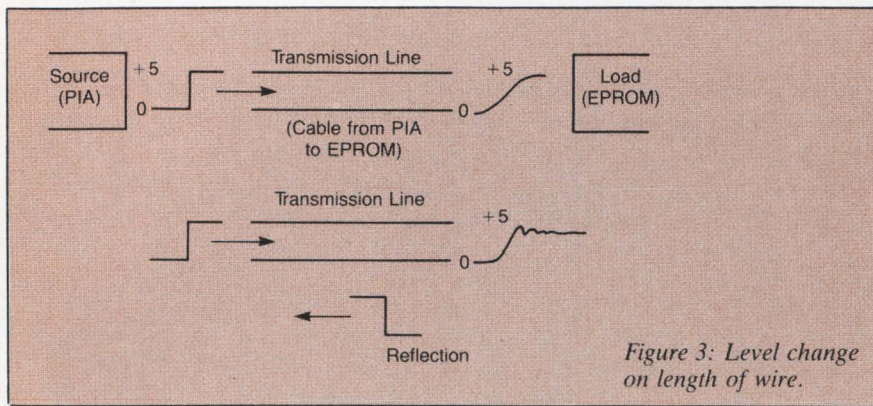 Transmission Line
Source
(PIA)
+5
0
+5
0
Load
(EPROM)
(Cable from PIA
to EPROM)
Transmission Line
+5
0
Reflection
Figure 3: Level change
on length of wire.